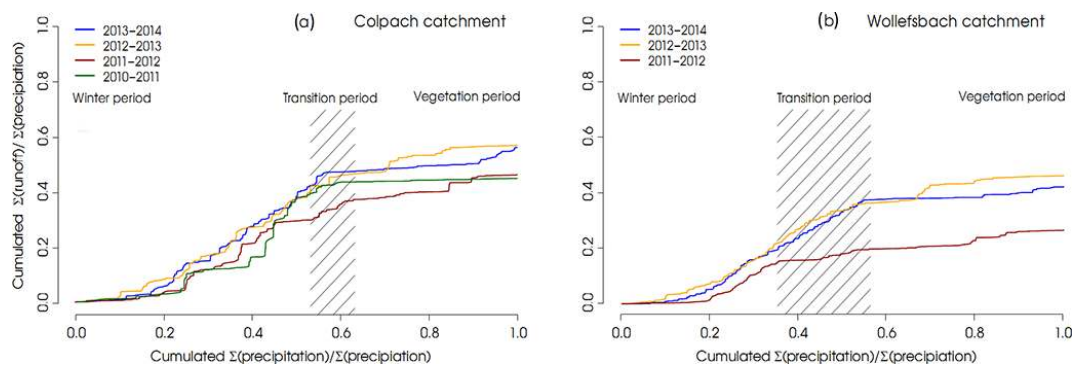 (a) Colpach catchment
2013-2014
2012-2013
2011-2012
2010-2011
Winter period Transition period Vegetation period
Cumulated Σ(runoff)/ Σ(precipiation)
0.0 0.2 0.4 0.6 0.8 1.0
0.0 0.2 0.4 0.6 0.8 1.0
Cumulated Σ(precipitation)/Σ(precipiation)
(b) Wollefsbach catchment
2013-2014
2012-2013
2011-2012
Winter period Transition period Vegetation period
0.0 0.2 0.4 0.6 0.8 1.0
0.0 0.2 0.4 0.6 0.8 1.0
Cumulated Σ(precipitation)/Σ(precipiation)